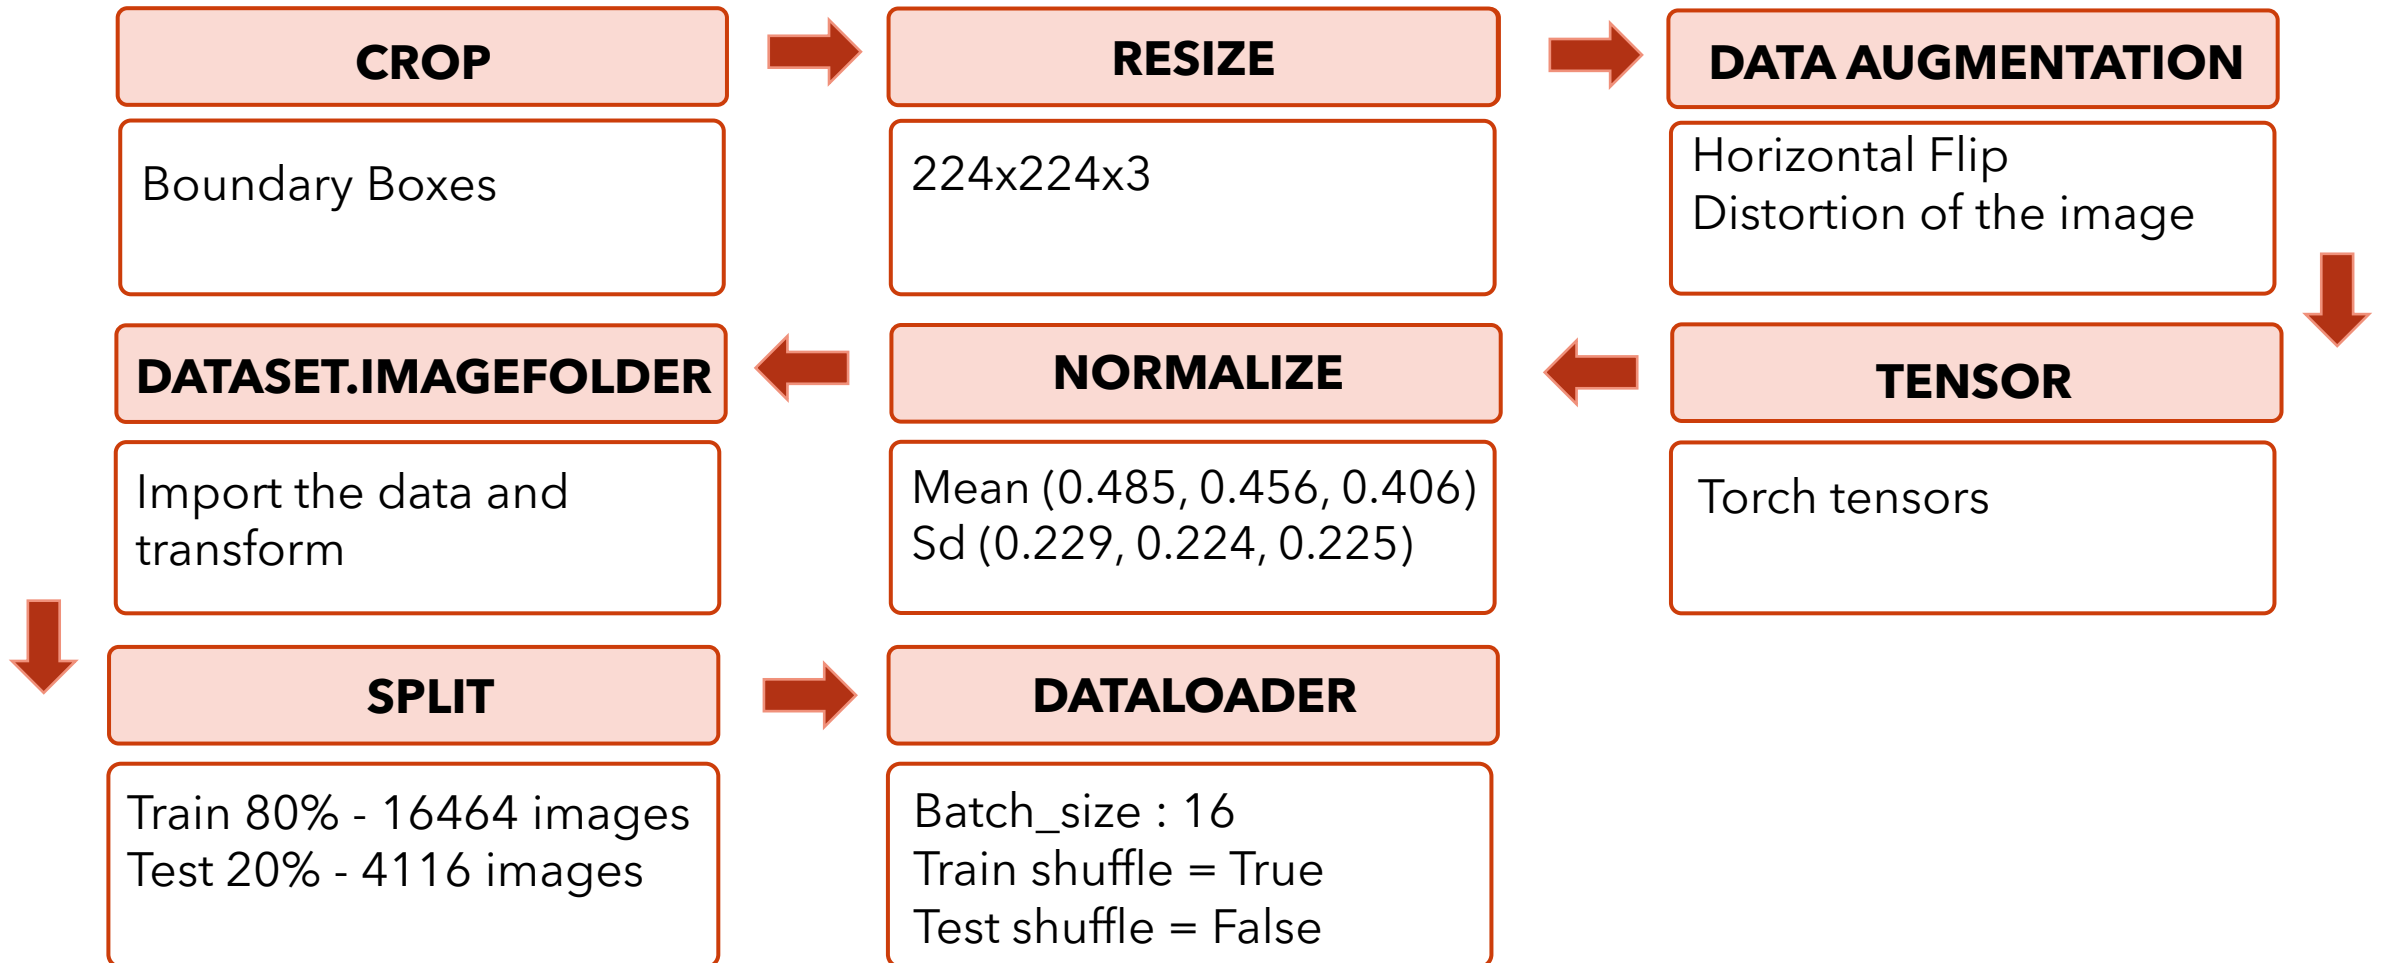 CROP
Boundary Boxes
RESIZE
224x224x3
DATA AUGMENTATION
Horizontal Flip
Distortion of the image
TENSOR
Torch tensors
NORMALIZE
Mean (0.485, 0.456, 0.406)
Sd (0.229, 0.224, 0.225)
DATASET.IMAGEFOLDER
Import the data and
transform
SPLIT
Train 80% - 16464 images
Test 20% - 4116 images
DATALOADER
Batch_size : 16
Train shuffle = True
Test shuffle = False